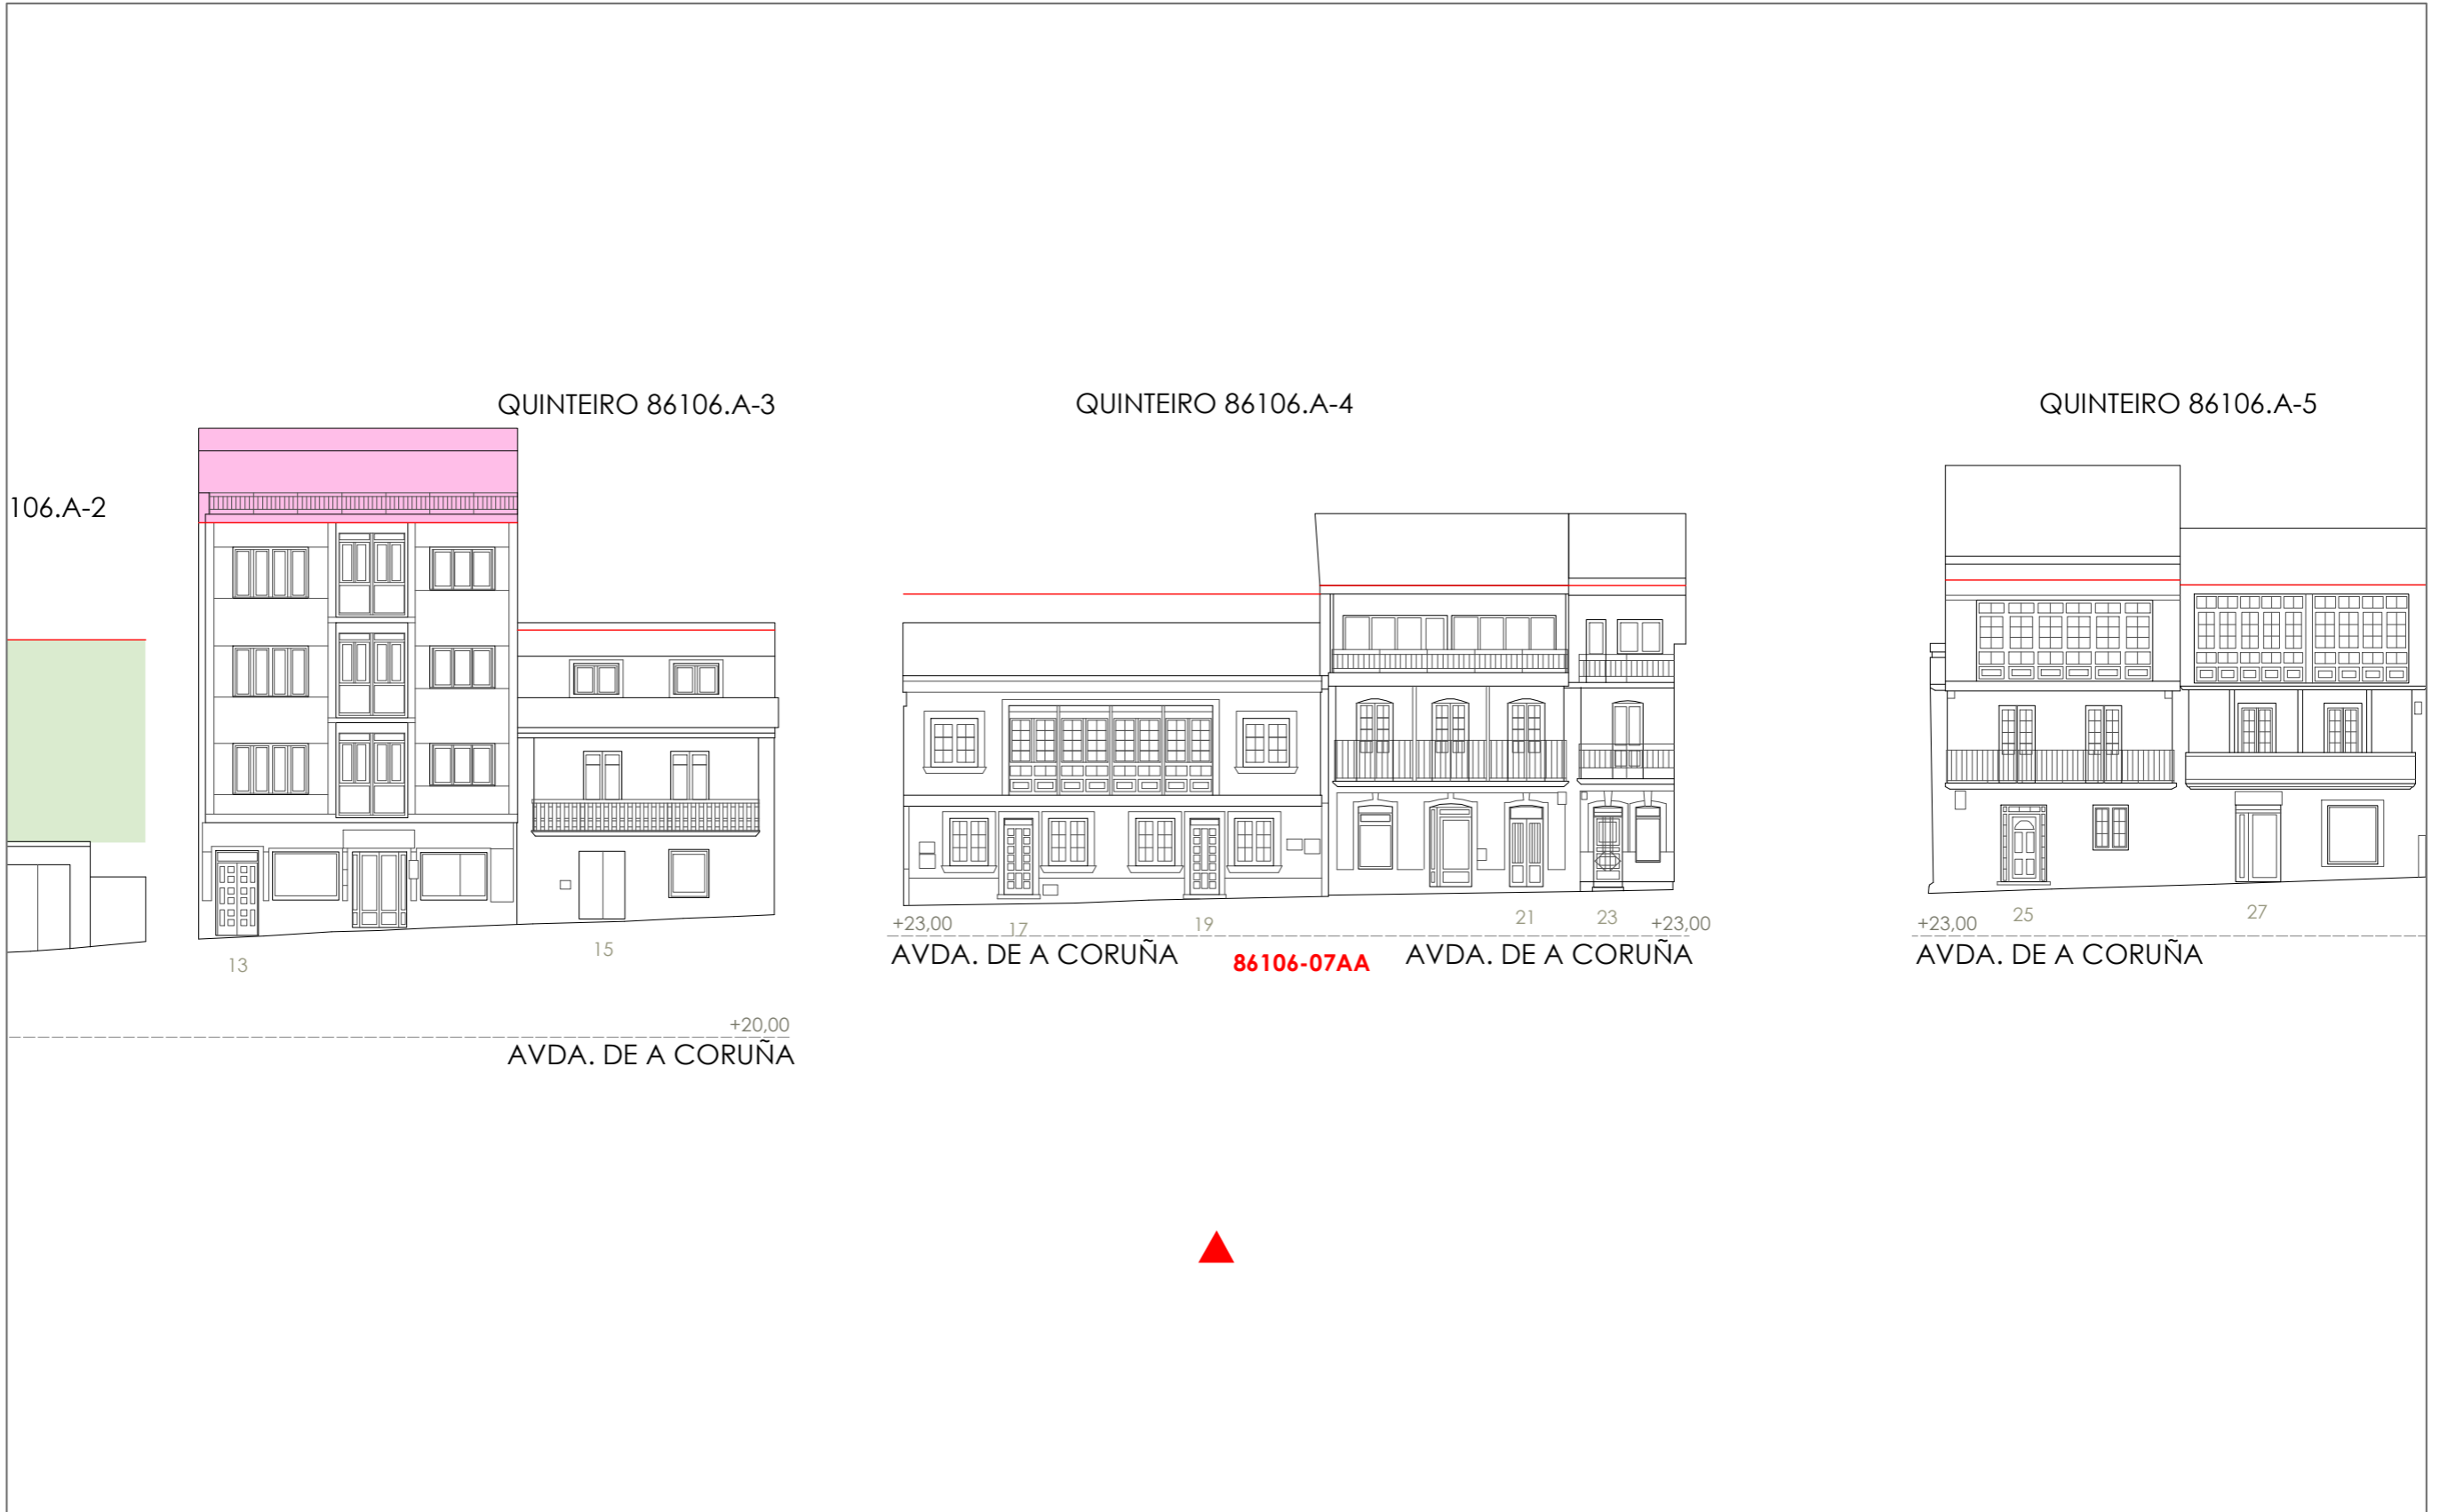 QUINTEIRO 86106.A-3
QUINTEIRO 86106.A-4
QUINTEIRO 86106.A-5
106.A-2
13
15
+20,00
AVDA. DE A CORUÑA
+23,00
17
19
21
23
+23,00
AVDA. DE A CORUÑA
86106-07AA
AVDA. DE A CORUÑA
+23,00
25
27
AVDA. DE A CORUÑA